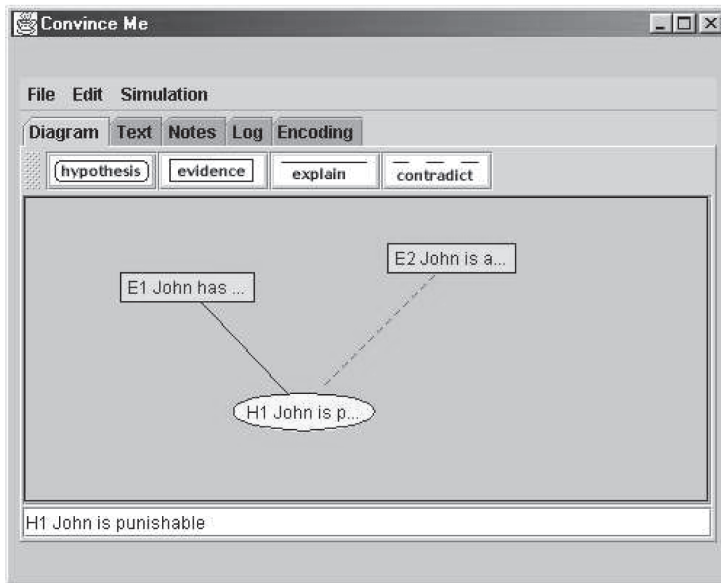 Convince Me
File Edit Simulation
Diagram Text Notes Log Encoding
hypothesis evidence explain contradict
E2 John is a...
E1 John has ...
H1 John is p...
H1 John is punishable